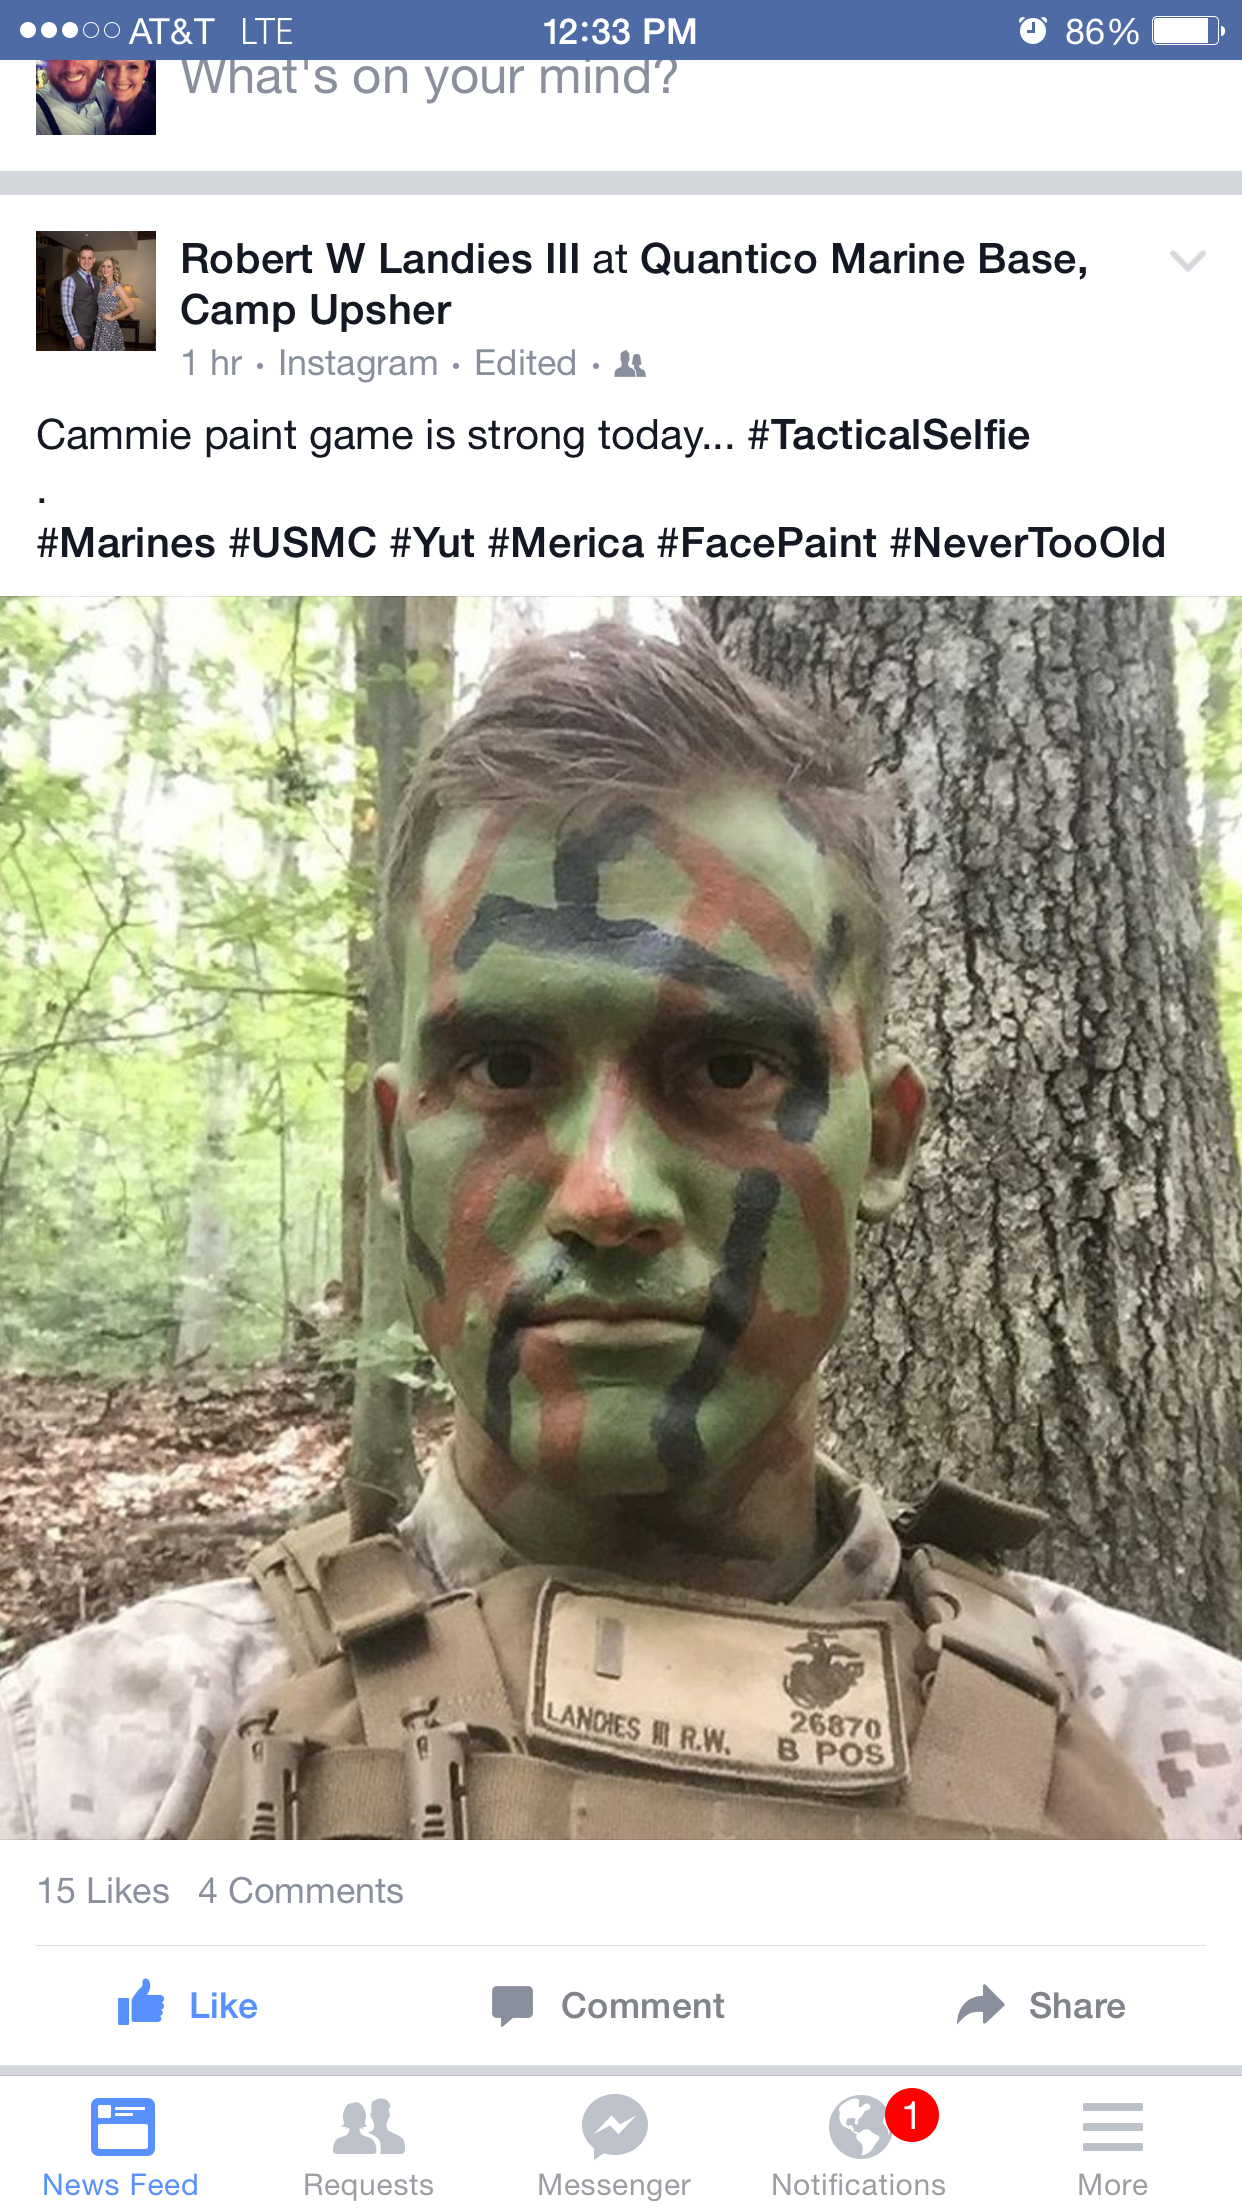 AT&T LTE 12:33 PM 86%
What's on your mind?
Robert W Landies III at Quantico Marine Base,
Camp Upsher
1 hr · Instagram · Edited ·
Cammie paint game is strong today... #TacticalSelfie
.
#Marines #USMC #Yut #Merica #FacePaint #NeverTooOld
LANDIES III R.W. 26870
B POS
15 Likes 4 Comments
Like Comment Share
1
News Feed Requests Messenger Notifications More